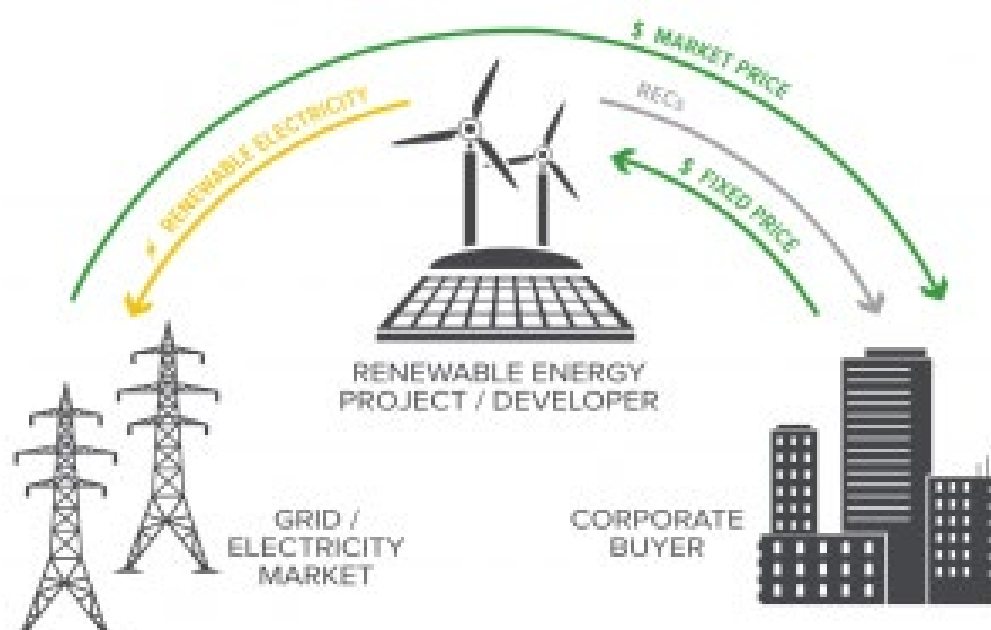 $ MARKET PRICE
RENEWABLE ELECTRICITY
RECs
$ FIXED PRICE
RENEWABLE ENERGY
PROJECT / DEVELOPER
GRID /
ELECTRICITY
MARKET
CORPORATE
BUYER